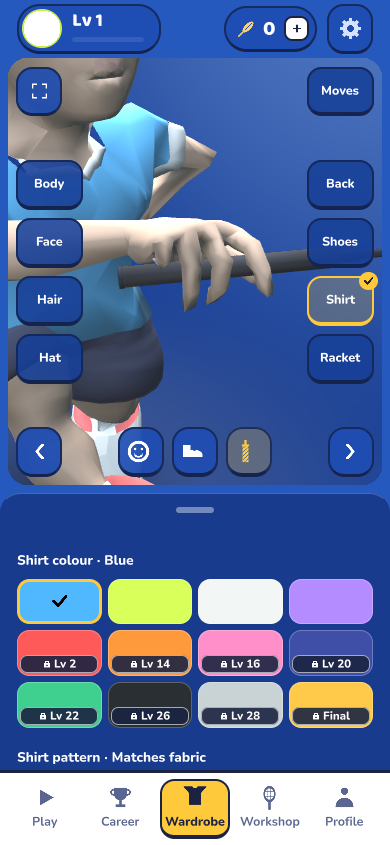 Lv 1
0
+
Moves
Body
Back
Face
Shoes
Hair
Shirt
Hat
Racket
Shirt colour · Blue
Lv 2
Lv 14
Lv 16
Lv 20
Lv 22
Lv 26
Lv 28
Final
Shirt pattern · Matches fabric
Play
Career
Wardrobe
Workshop
Profile